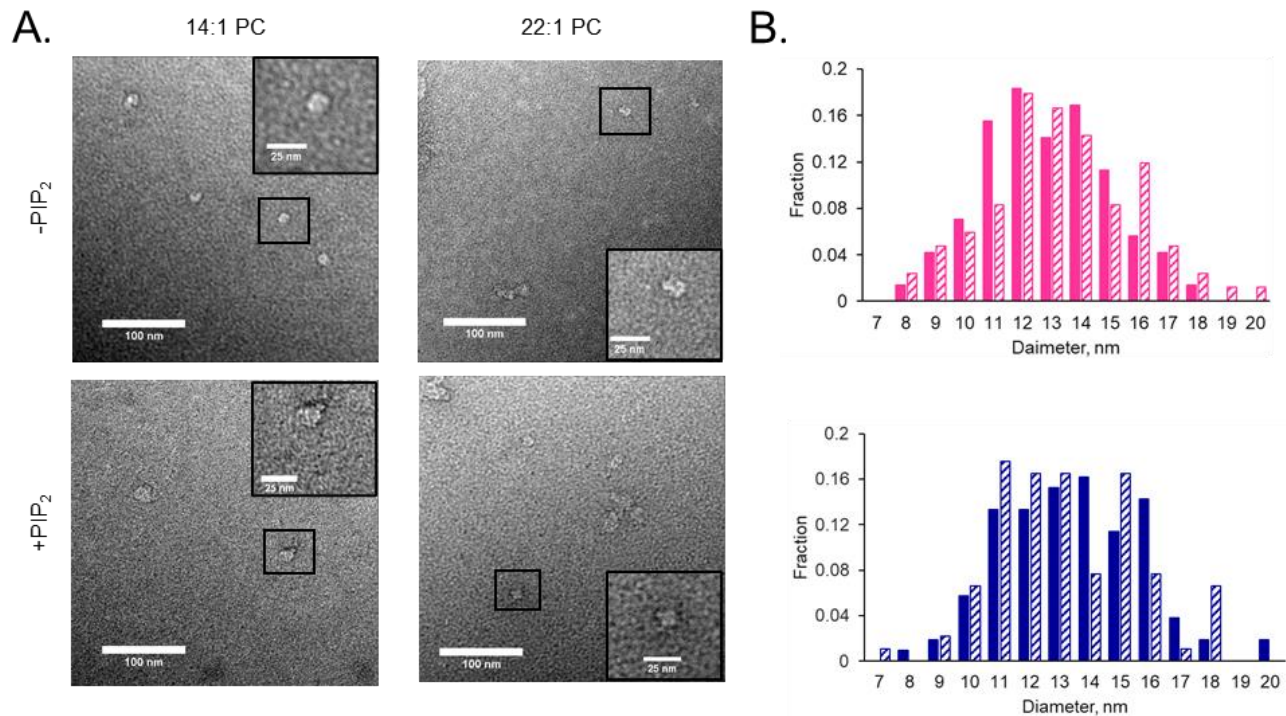 A.
14:1 PC
22:1 PC
B.
-PIP₂
25 nm
100 nm
25 nm
100 nm
+PIP₂
25 nm
100 nm
25 nm
100 nm
Fraction
0.2
0.16
0.12
0.08
0.04
0
7 8 9 10 11 12 13 14 15 16 17 18 19 20
Daimeter, nm
Fraction
0.2
0.16
0.12
0.08
0.04
0
7 8 9 10 11 12 13 14 15 16 17 18 19 20
Diameter, nm